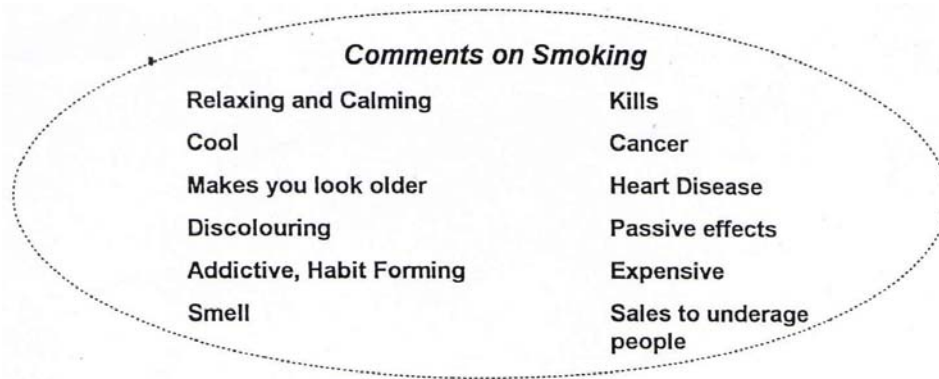 Comments on Smoking
Relaxing and Calming
Kills
Cool
Cancer
Makes you look older
Heart Disease
Discolouring
Passive effects
Addictive, Habit Forming
Expensive
Smell
Sales to underage
people